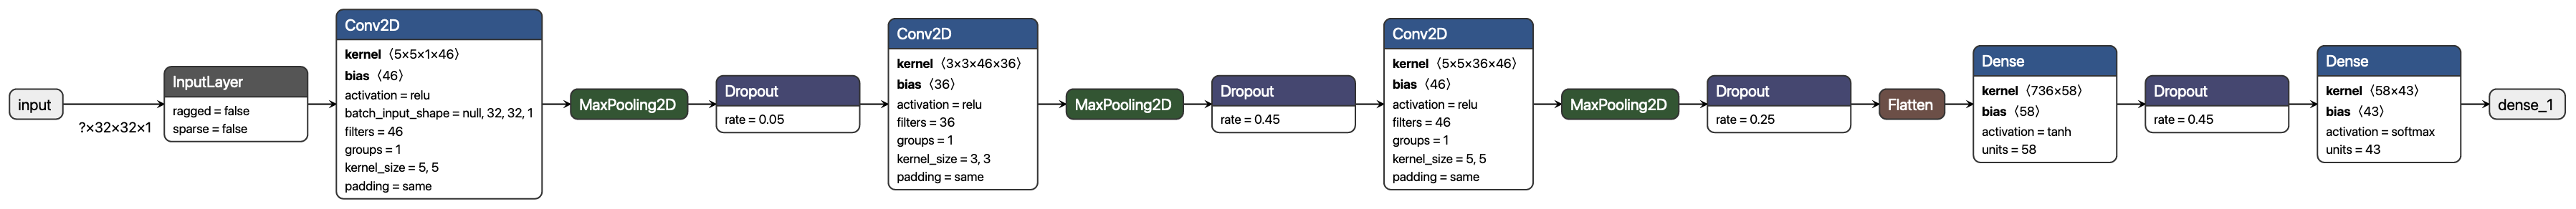 input
?×32×32×1
InputLayer
ragged = false
sparse = false
Conv2D
kernel ⟨5×5×1×46⟩
bias ⟨46⟩
activation = relu
batch_input_shape = null, 32, 32, 1
filters = 46
groups = 1
kernel_size = 5, 5
padding = same
MaxPooling2D
Dropout
rate = 0.05
Conv2D
kernel ⟨3×3×46×36⟩
bias ⟨36⟩
activation = relu
filters = 36
groups = 1
kernel_size = 3, 3
padding = same
MaxPooling2D
Dropout
rate = 0.45
Conv2D
kernel ⟨5×5×36×46⟩
bias ⟨46⟩
activation = relu
filters = 46
groups = 1
kernel_size = 5, 5
padding = same
MaxPooling2D
Dropout
rate = 0.25
Flatten
Dense
kernel ⟨736×58⟩
bias ⟨58⟩
activation = tanh
units = 58
Dropout
rate = 0.45
Dense
kernel ⟨58×43⟩
bias ⟨43⟩
activation = softmax
units = 43
dense_1